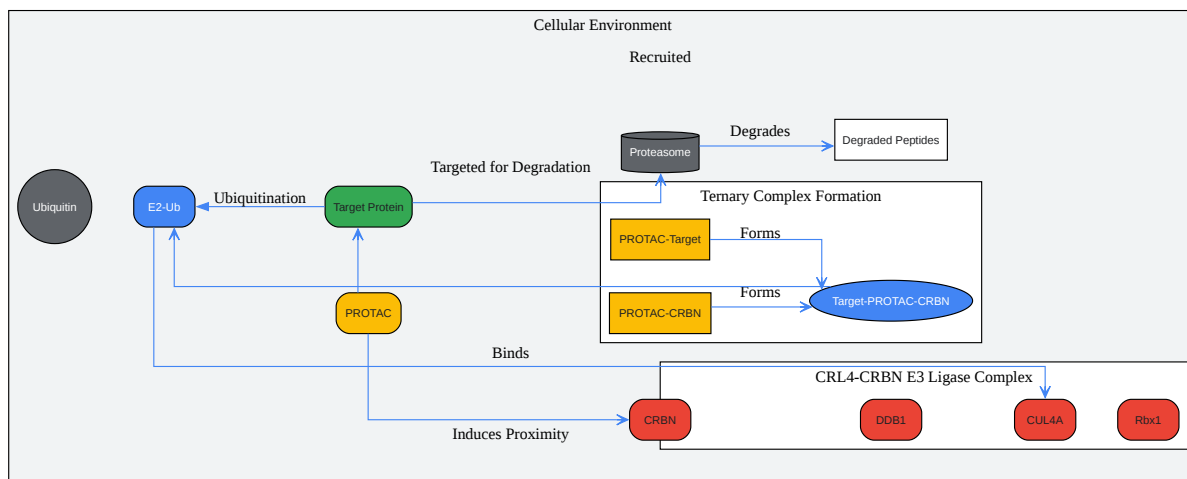 Cellular Environment
Recruited
Degrades
Degraded Peptides
Proteasome
Targeted for Degradation
Ubiquitin
E2-Ub
Ubiquitination
Target Protein
Ternary Complex Formation
PROTAC-Target
Forms
PROTAC
PROTAC-CRBN
Forms
Target-PROTAC-CRBN
Binds
CRL4-CRBN E3 Ligase Complex
Induces Proximity
CRBN
DDB1
CUL4A
Rbx1